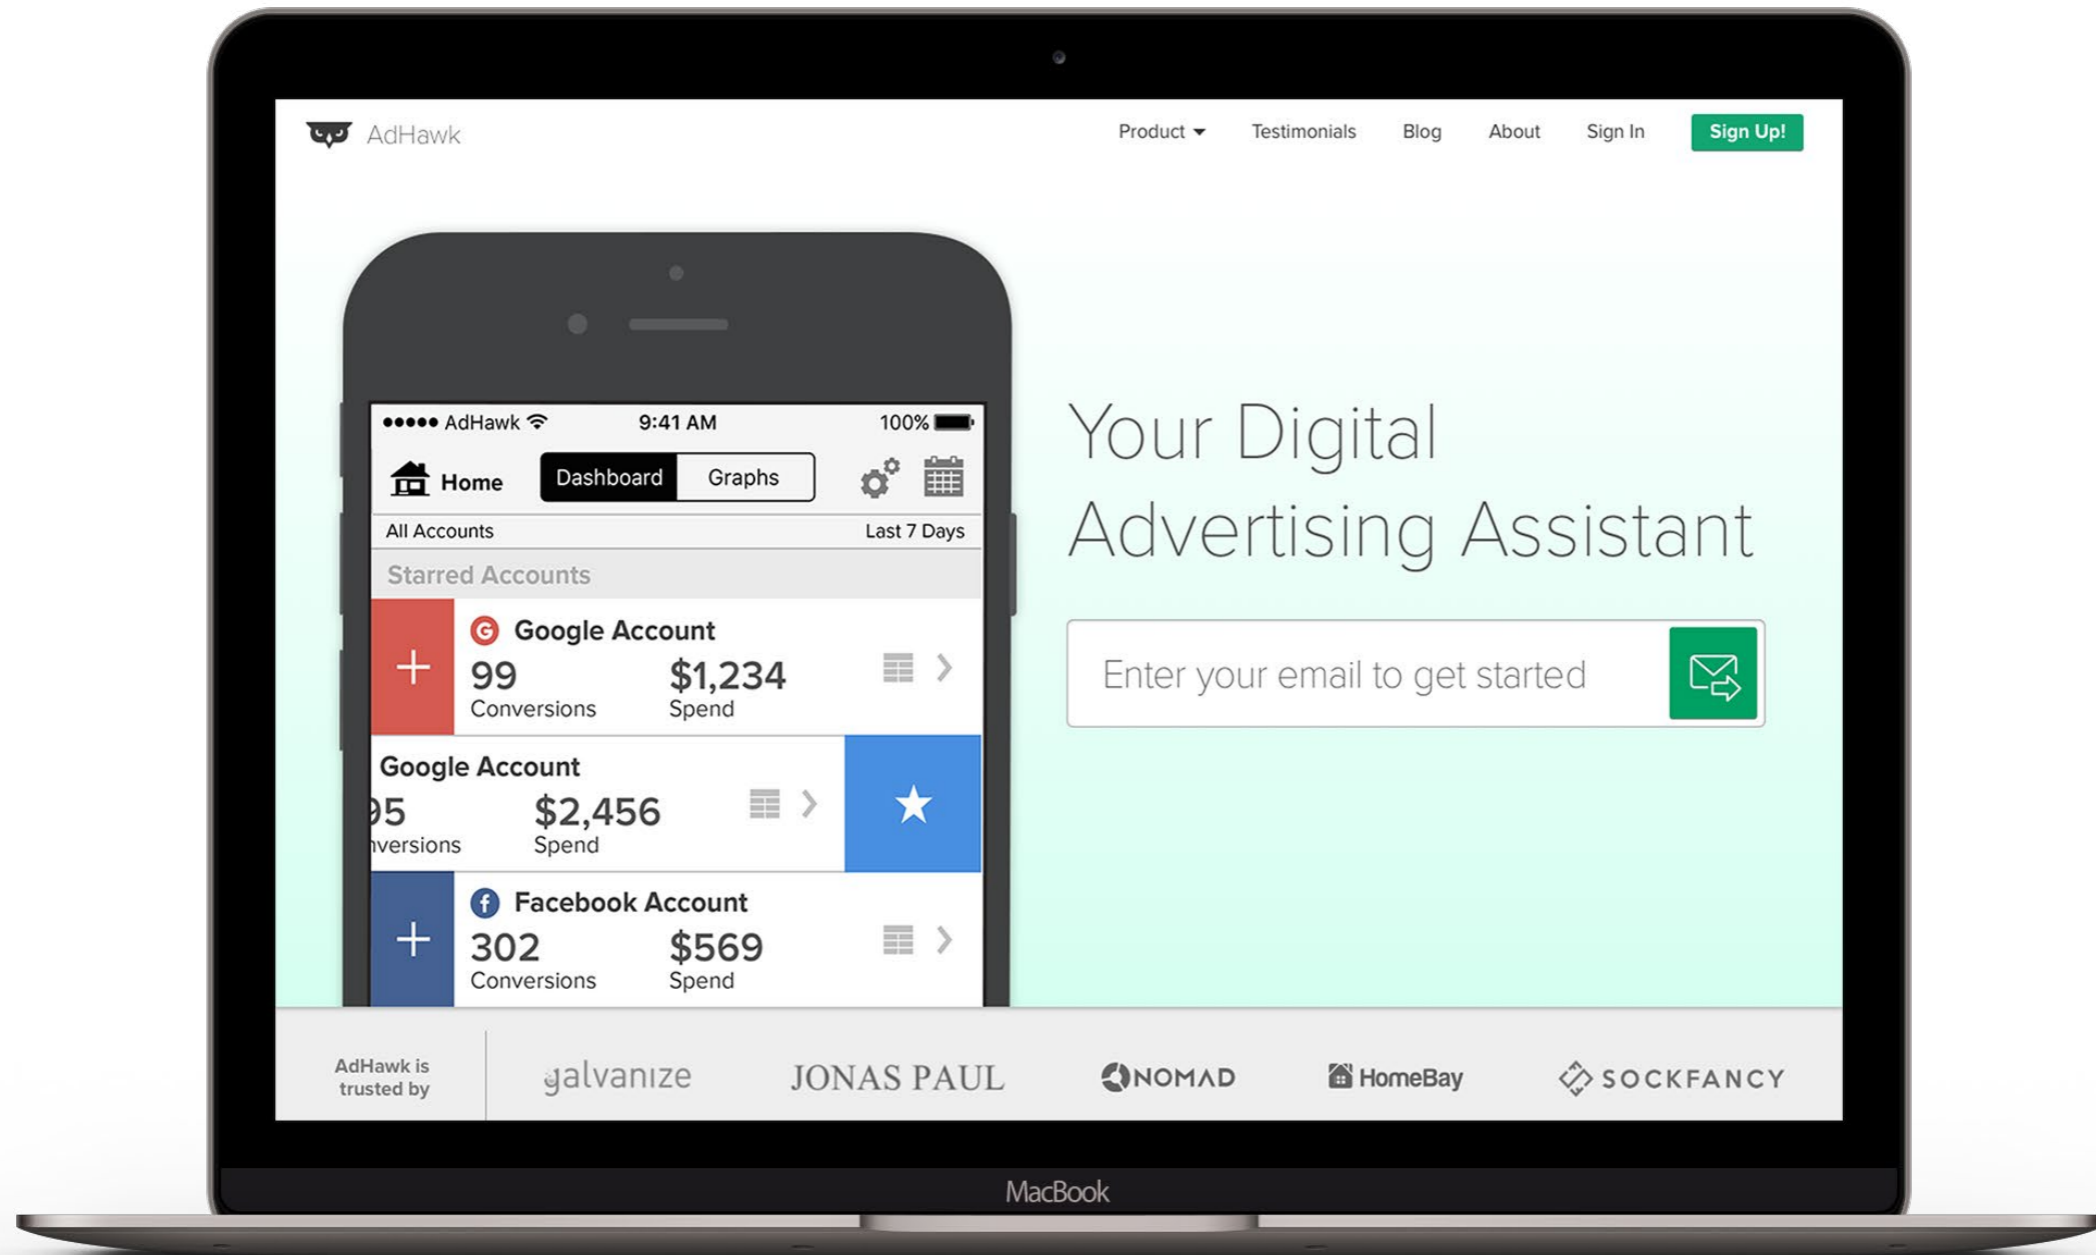 AdHawk
Product Testimonials Blog About Sign In Sign Up!
AdHawk 9:41 AM 100%
Home Dashboard Graphs
All Accounts Last 7 Days
Starred Accounts
G Google Account
99 $1,234
Conversions Spend
Google Account
95 $2,456
nversions Spend
f Facebook Account
302 $569
Conversions Spend
Your Digital
Advertising Assistant
Enter your email to get started
AdHawk is
trusted by
galvanize JONAS PAUL NOMAD HomeBay SOCKFANCY
MacBook